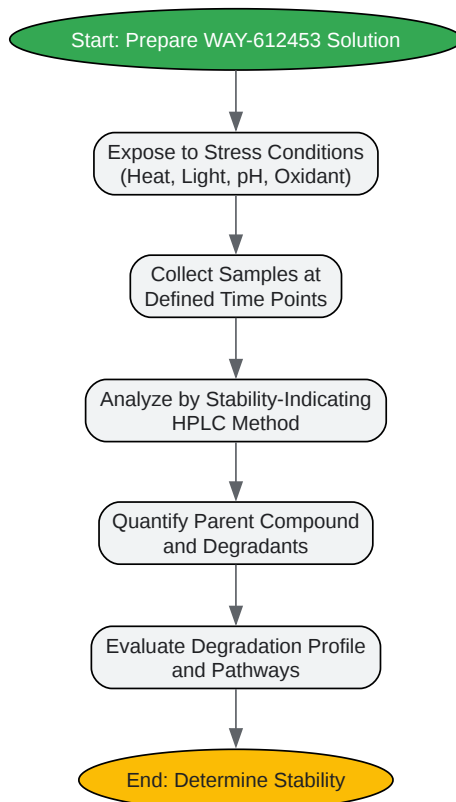 Start: Prepare WAY-612453 Solution
Expose to Stress Conditions
(Heat, Light, pH, Oxidant)
Collect Samples at
Defined Time Points
Analyze by Stability-Indicating
HPLC Method
Quantify Parent Compound
and Degradants
Evaluate Degradation Profile
and Pathways
End: Determine Stability